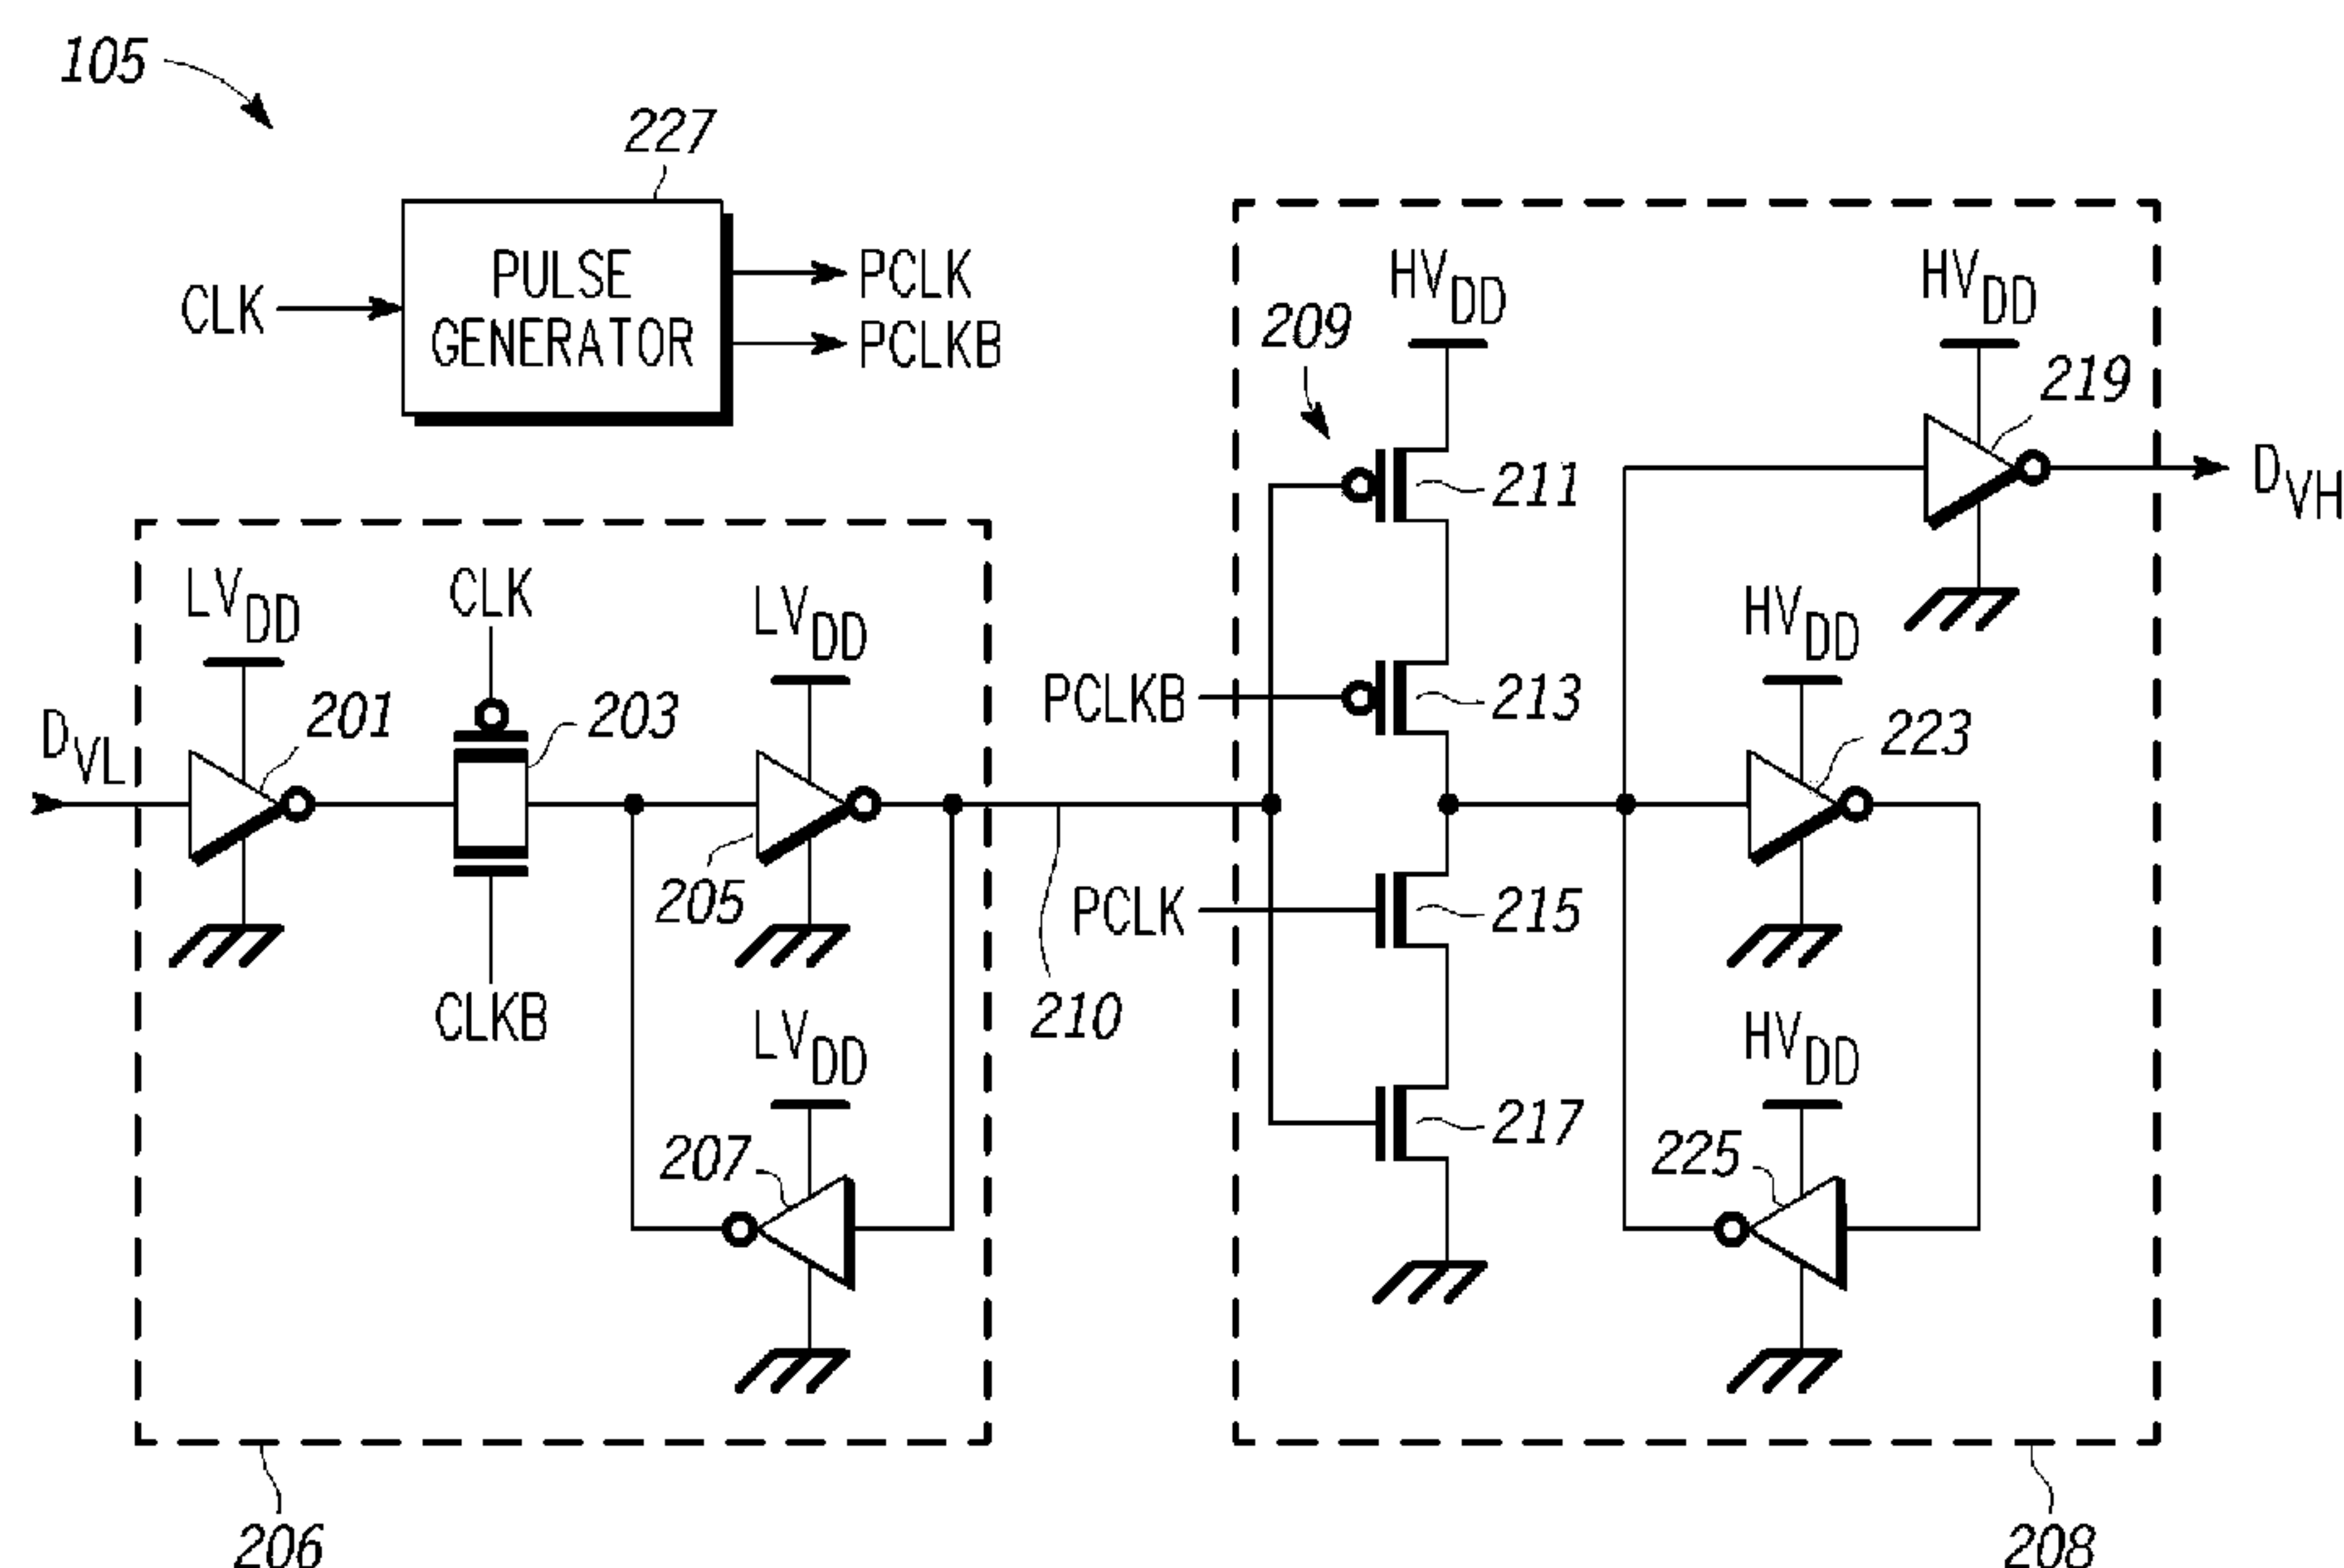 105
227
CLK
PULSE
GENERATOR
PCLK
PCLKB
HVDD
HVDD
209
219
211
DVH
LVDD
CLK
LVDD
HVDD
DVL
201
203
PCLKB
213
223
205
PCLK
215
CLKB
210
LVDD
HVDD
207
217
225
206
208